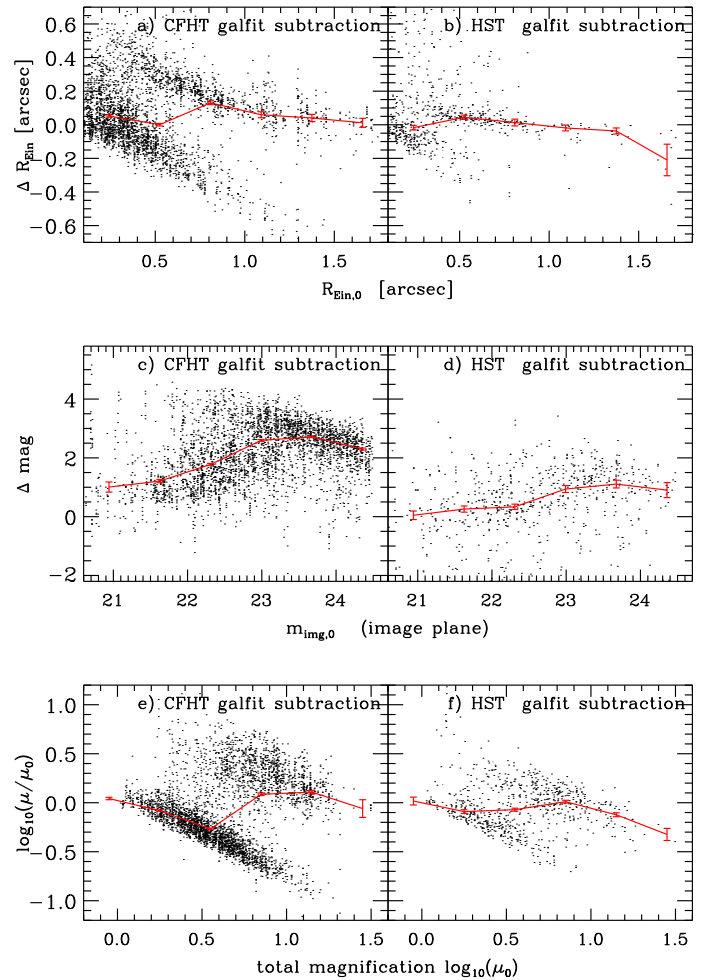 a) CFHT galfit subtraction
b) HST galfit subtraction
Δ R_Ein [arcsec]
0.6
0.4
0.2
0.0
−0.2
−0.4
−0.6
0.5 1.0 1.5 0.5 1.0 1.5
R_Ein,0 [arcsec]
c) CFHT galfit subtraction
d) HST galfit subtraction
Δ mag
4
2
0
−2
21 22 23 24 21 22 23 24
m_img,0 (image plane)
e) CFHT galfit subtraction
f) HST galfit subtraction
log₁₀(μ/μ₀)
1.0
0.5
0.0
−0.5
−1.0
0.0 0.5 1.0 1.5 0.0 0.5 1.0 1.5
total magnification log₁₀(μ₀)